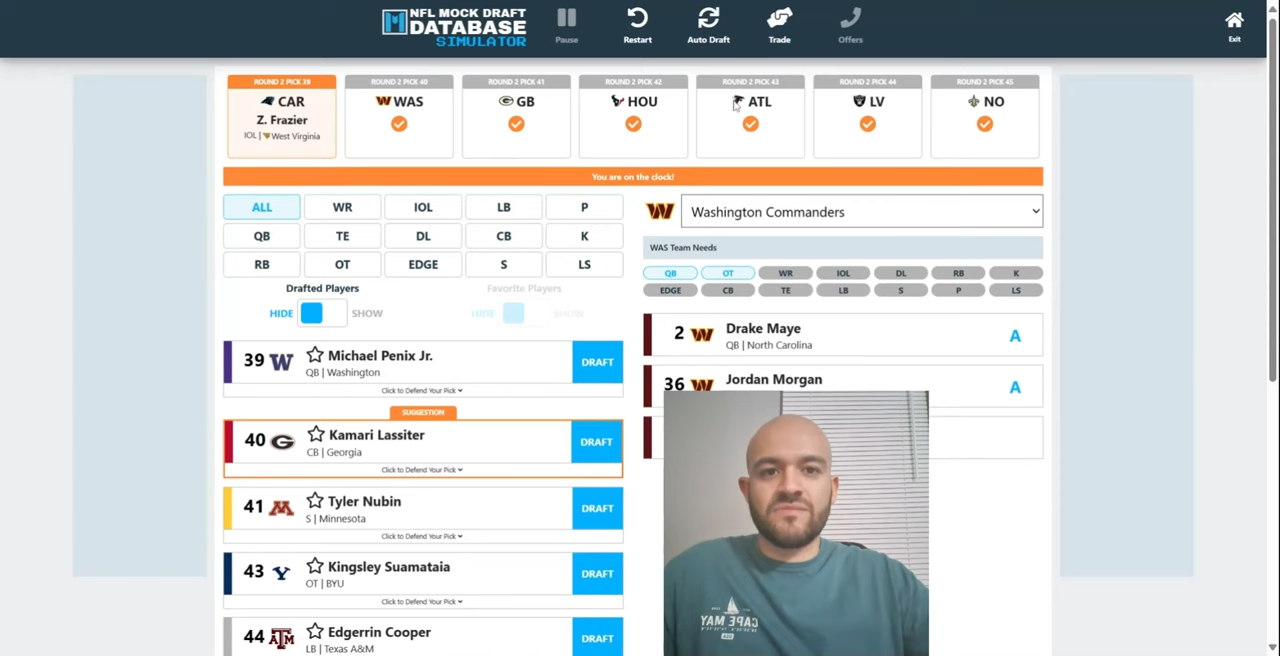 NFL MOCK DRAFT
DATABASE
SIMULATOR
Pause
Restart
Auto Draft
Trade
Offers
Exit
ROUND 2 PICK 39
CAR
Z. Frazier
IOL | West Virginia
ROUND 2 PICK 40
WAS
ROUND 2 PICK 41
GB
ROUND 2 PICK 42
HOU
ROUND 2 PICK 43
ATL
ROUND 2 PICK 44
LV
ROUND 2 PICK 45
NO
You are on the clock!
ALL WR IOL LB P
QB TE DL CB K
RB OT EDGE S LS
Drafted Players
HIDE SHOW
Favorite Players
HIDE SHOW
39 W Michael Penix Jr. DRAFT
QB | Washington
Click to Defend Your Pick
SUGGESTION
40 G Kamari Lassiter DRAFT
CB | Georgia
Click to Defend Your Pick
41 M Tyler Nubin DRAFT
S | Minnesota
Click to Defend Your Pick
43 Y Kingsley Suamataia DRAFT
OT | BYU
Click to Defend Your Pick
44 ATM Edgerrin Cooper DRAFT
LB | Texas A&M
W Washington Commanders
WAS Team Needs
QB OT WR IOL DL RB K
EDGE CB TE LB S P LS
2 W Drake Maye A
QB | North Carolina
36 W Jordan Morgan A
CAPE MAY